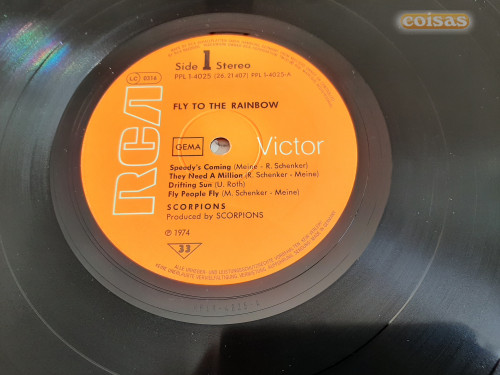 coisas
Side 1 Stereo
PPL 1-4025 (26.21 407) PPL 1-4025-A
LC 0316
RCA
FLY TO THE RAINBOW
GEMA
Victor
Speedy's Coming (Meine - R. Schenker)
They Need A Million (R. Schenker - Meine)
Drifting Sun (U. Roth)
Fly People Fly (M. Schenker - Meine)
SCORPIONS
Produced by SCORPIONS
℗ 1974
33